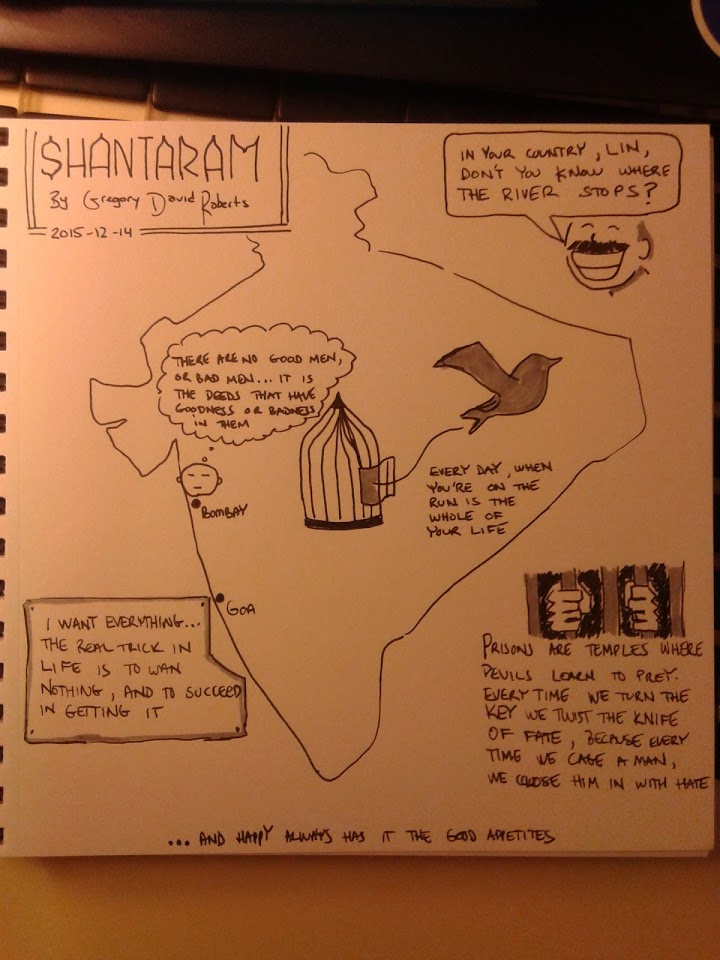 SHANTARAM
By Gregory David Roberts
2015-12-14
IN YOUR COUNTRY, LIN,
DON'T YOU KNOW WHERE
THE RIVER STOPS?
THERE ARE NO GOOD MEN,
OR BAD MEN... IT IS
THE DEEDS THAT HAVE
GOODNESS OR BADNESS
IN THEM
EVERY DAY, WHEN
YOU'RE ON THE
RUN IS THE
WHOLE OF
YOUR LIFE
BOMBAY
GOA
I WANT EVERYTHING...
THE REAL TRICK IN
LIFE IS TO WAN
NOTHING, AND TO SUCCEED
IN GETTING IT
PRISONS ARE TEMPLES WHERE
DEVILS LEARN TO PREY.
EVERY TIME WE TURN THE
KEY WE TWIST THE KNIFE
OF FATE, BECAUSE EVERY
TIME WE CAGE A MAN,
WE CLOSE HIM IN WITH HATE
... AND HAPPY ALWAYS HAS IT THE GOOD APPETITES